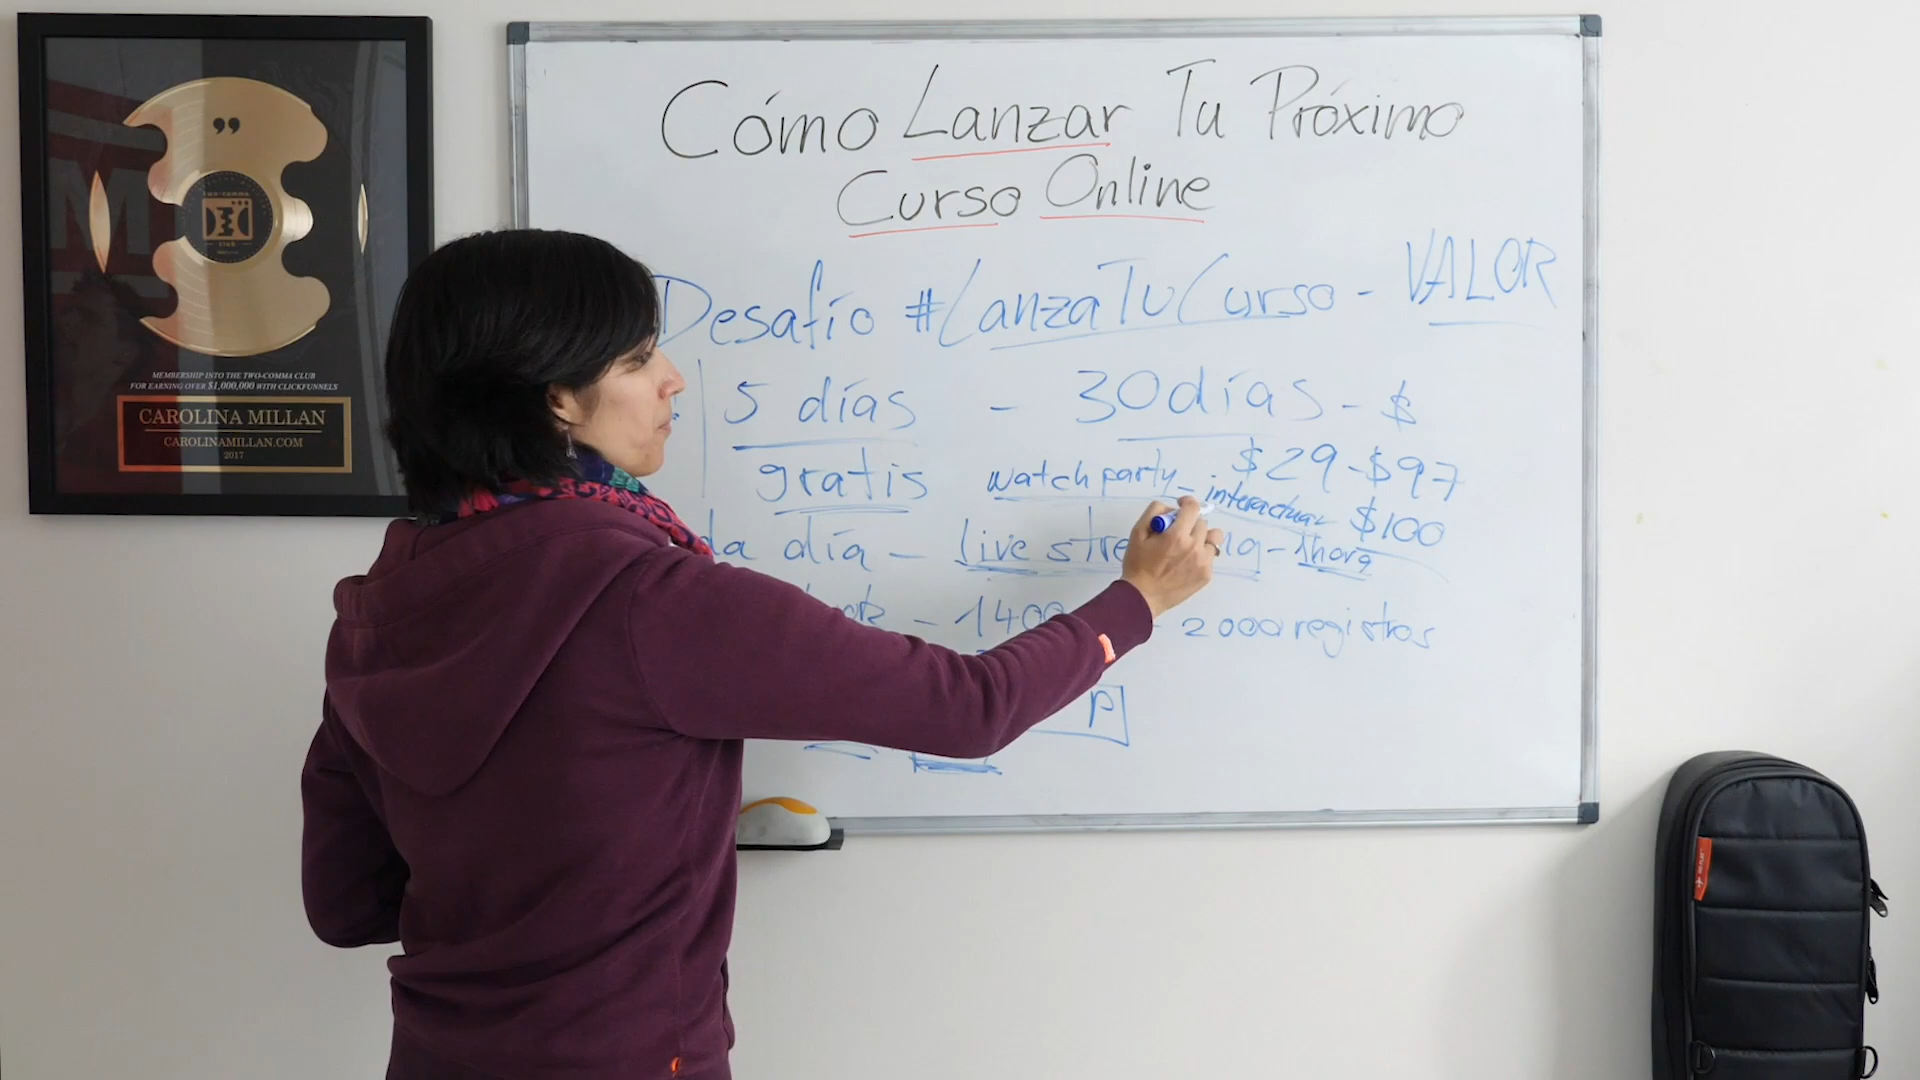 MEMBERSHIP INTO THE TWO-COMMA CLUB
FOR EARNING OVER $1,000,000 WITH CLICKFUNNELS
CAROLINA MILLAN
CAROLINAMILLAN.COM
2017
Cómo Lanzar Tu Próximo
Curso Online
Desafío #LanzaTuCurso - VALOR
5 días - 30 días - $
gratis watch party - interactuar $29 - $97
$100
día - live - 1hora
1400 - 2000 registros
P